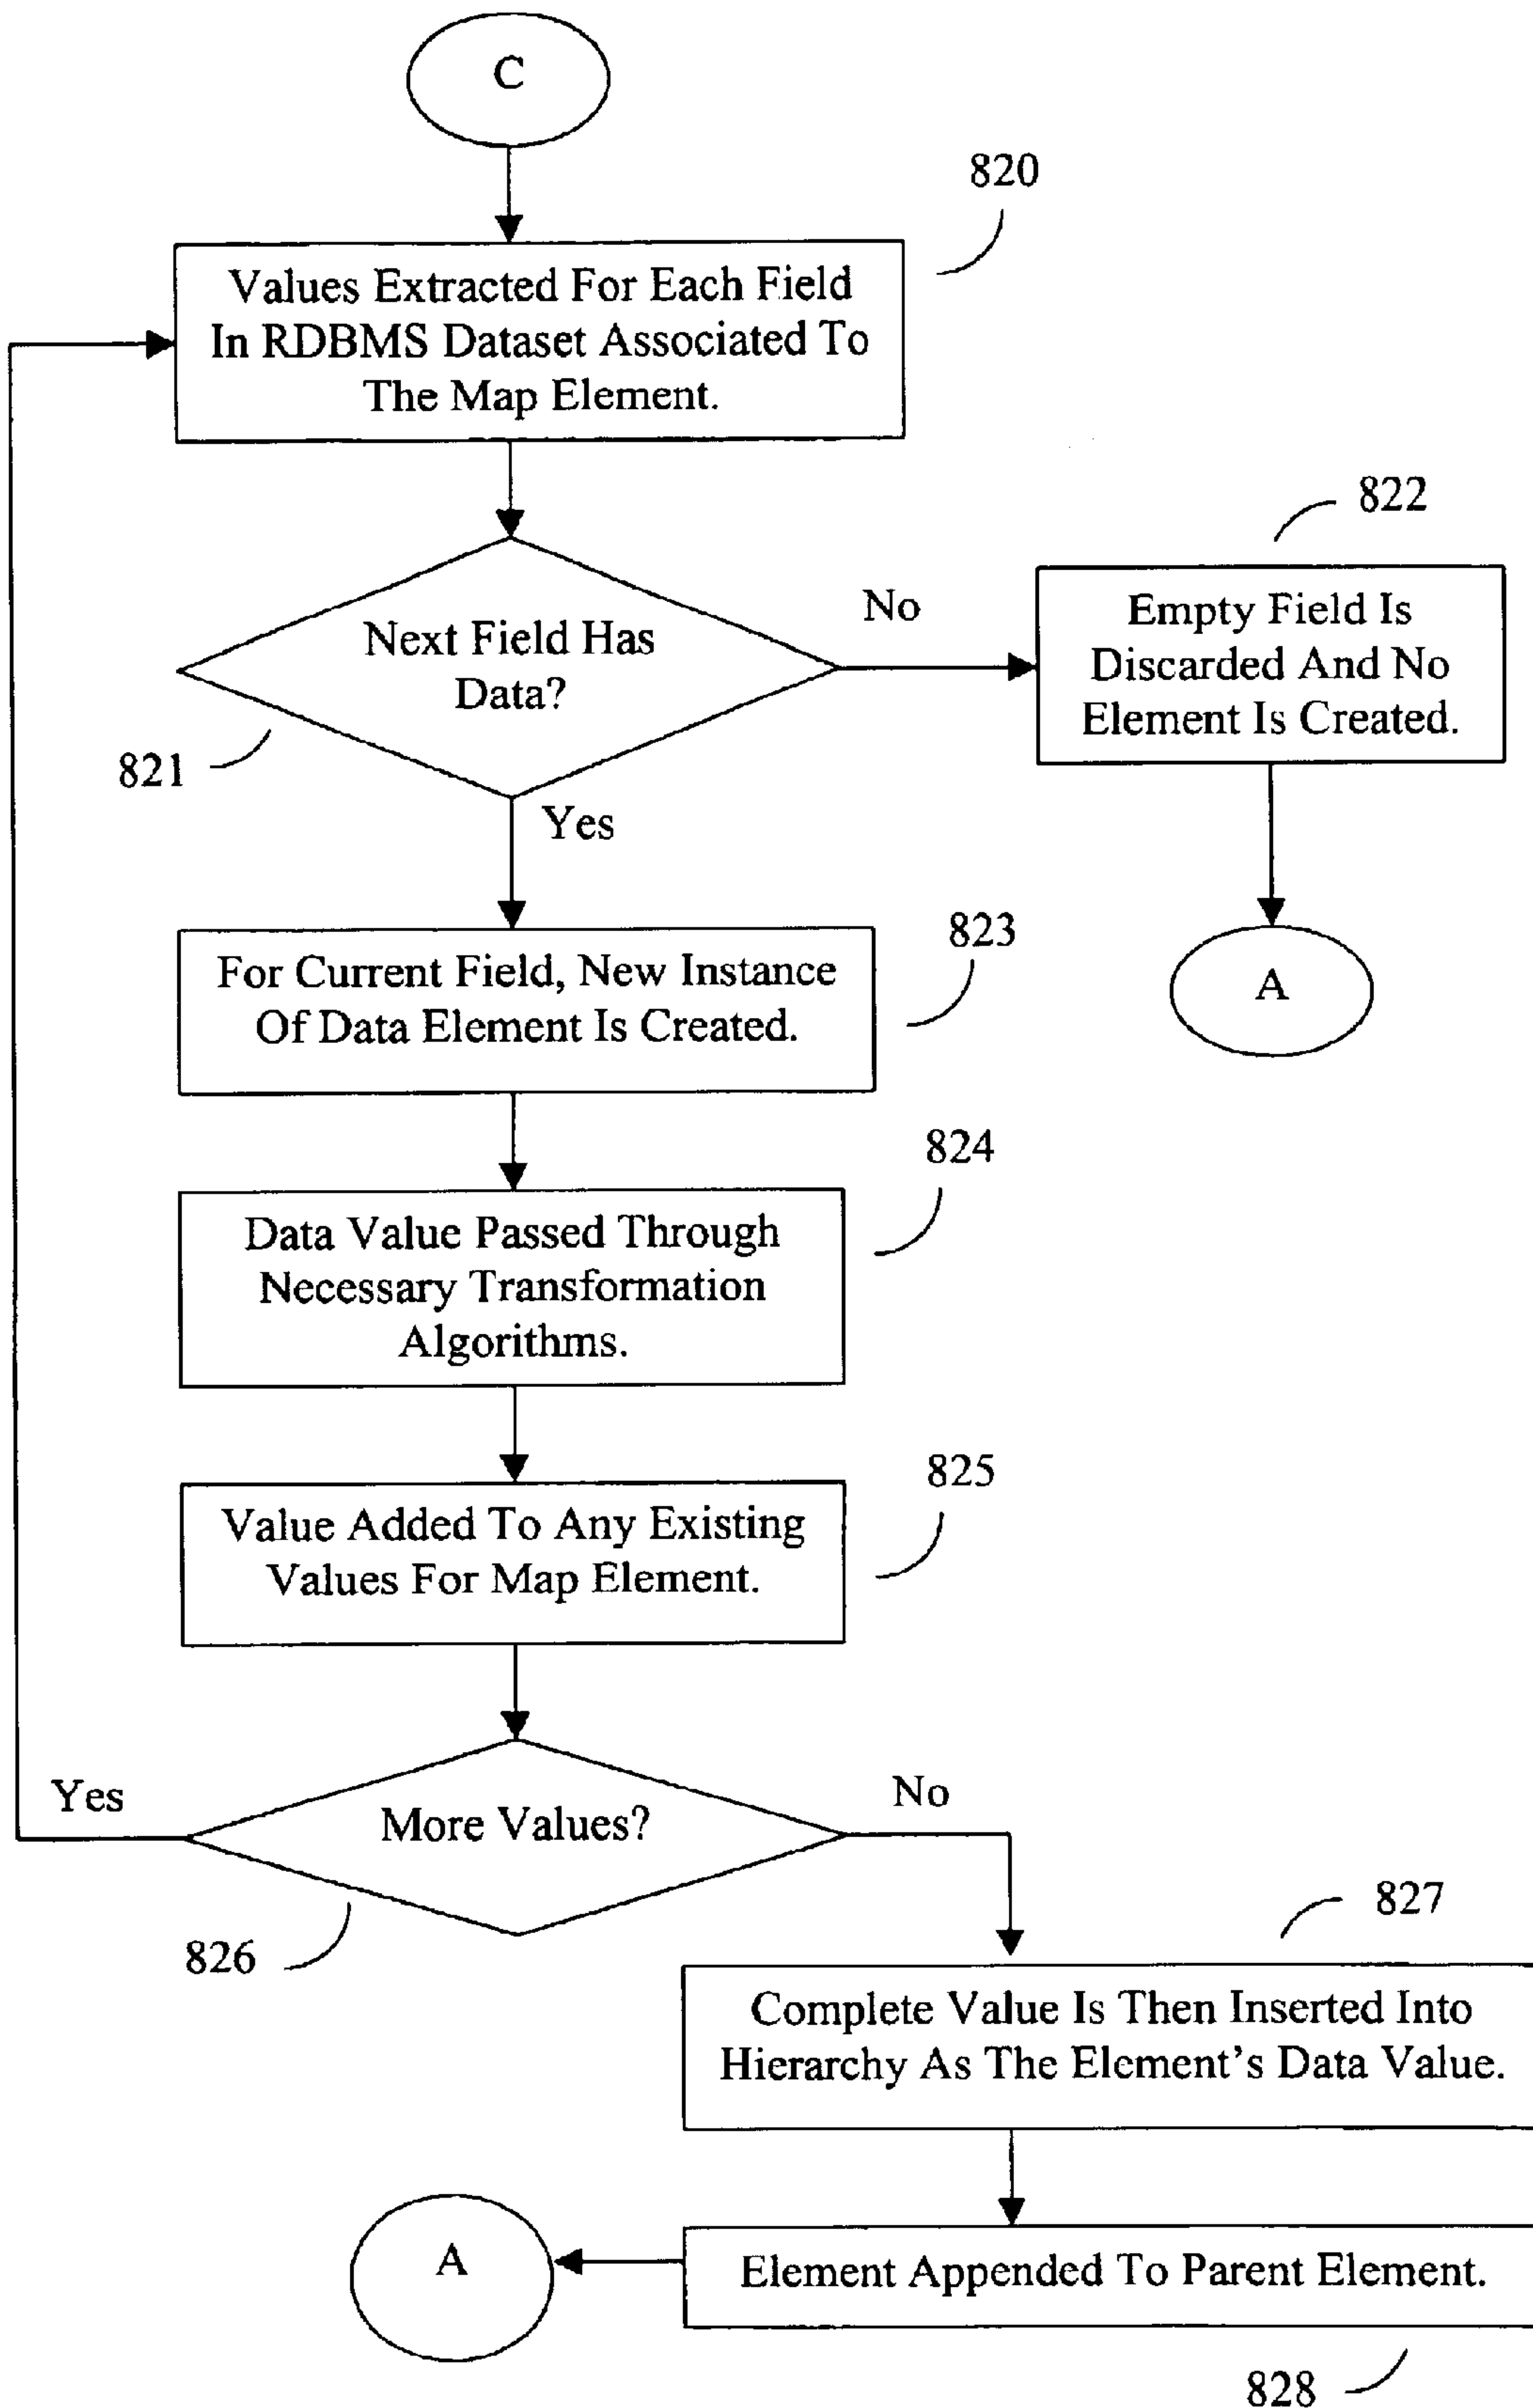 C
820
Values Extracted For Each Field
In RDBMS Dataset Associated To
The Map Element.
822
No
Empty Field Is
Discarded And No
Element Is Created.
Next Field Has
Data?
821
Yes
A
823
For Current Field, New Instance
Of Data Element Is Created.
824
Data Value Passed Through
Necessary Transformation
Algorithms.
825
Value Added To Any Existing
Values For Map Element.
Yes
No
More Values?
826
827
Complete Value Is Then Inserted Into
Hierarchy As The Element's Data Value.
A
Element Appended To Parent Element.
828